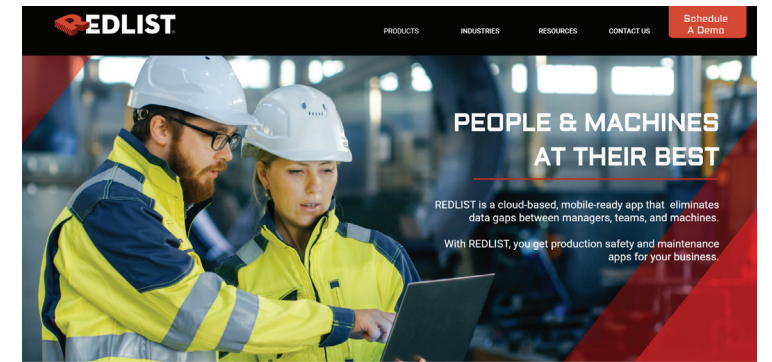 REDLIST
PRODUCTS
INDUSTRIES
RESOURCES
CONTACT US
Schedule
A Demo
PEOPLE & MACHINES
AT THEIR BEST
REDLIST is a cloud-based, mobile-ready app that eliminates
data gaps between managers, teams, and machines.
With REDLIST, you get production safety and maintenance
apps for your business.